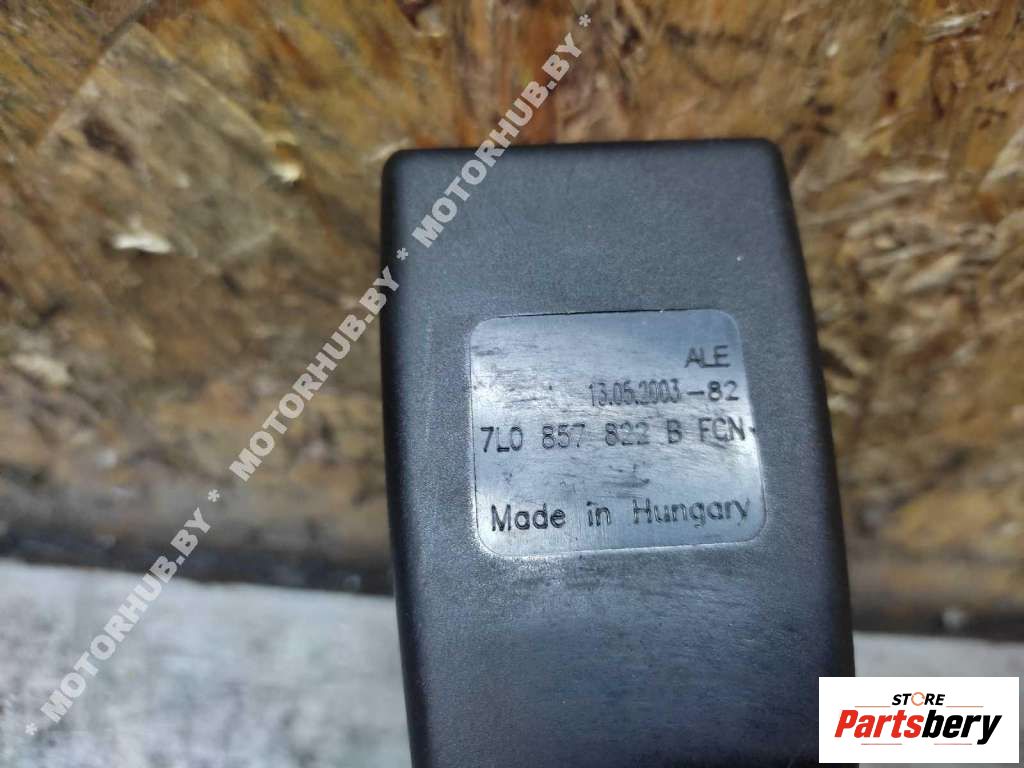 * MOTORHUB.BY * MOTORHUB.BY * MOTORHUB.BY *
ALE
13.05.2003-82
7L0 857 822 B FCN
Made in Hungary
STORE
Partsbery